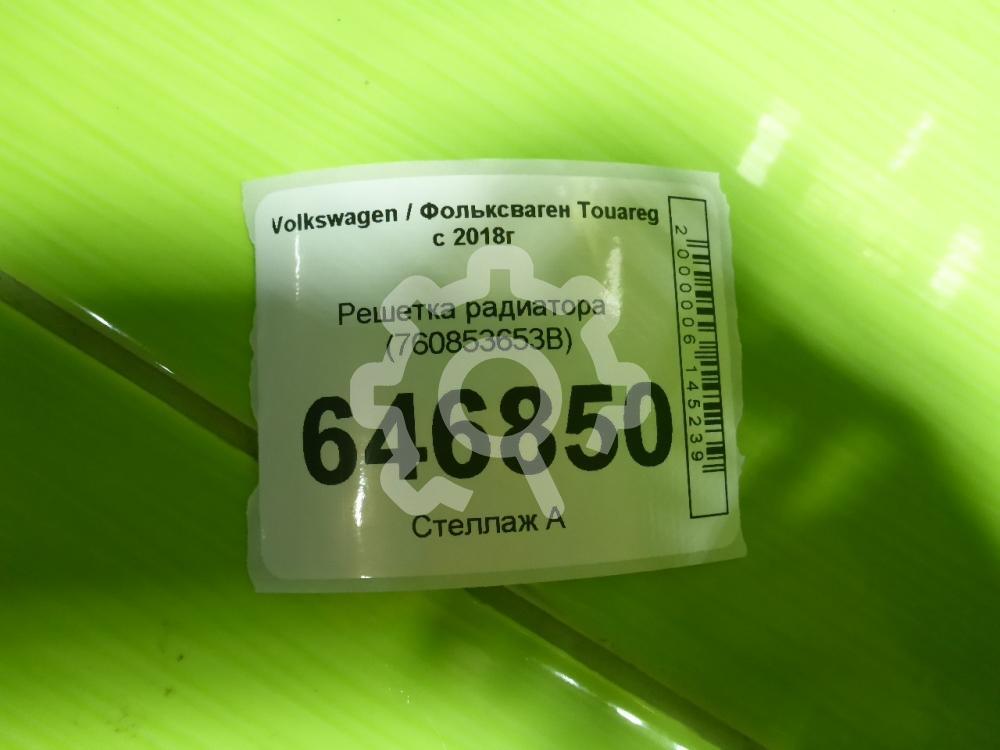 Volkswagen / Фольксваген Touareg
с 2018г
Решетка радиатора
(760853653B)
646850
Стеллаж А
2000006145239